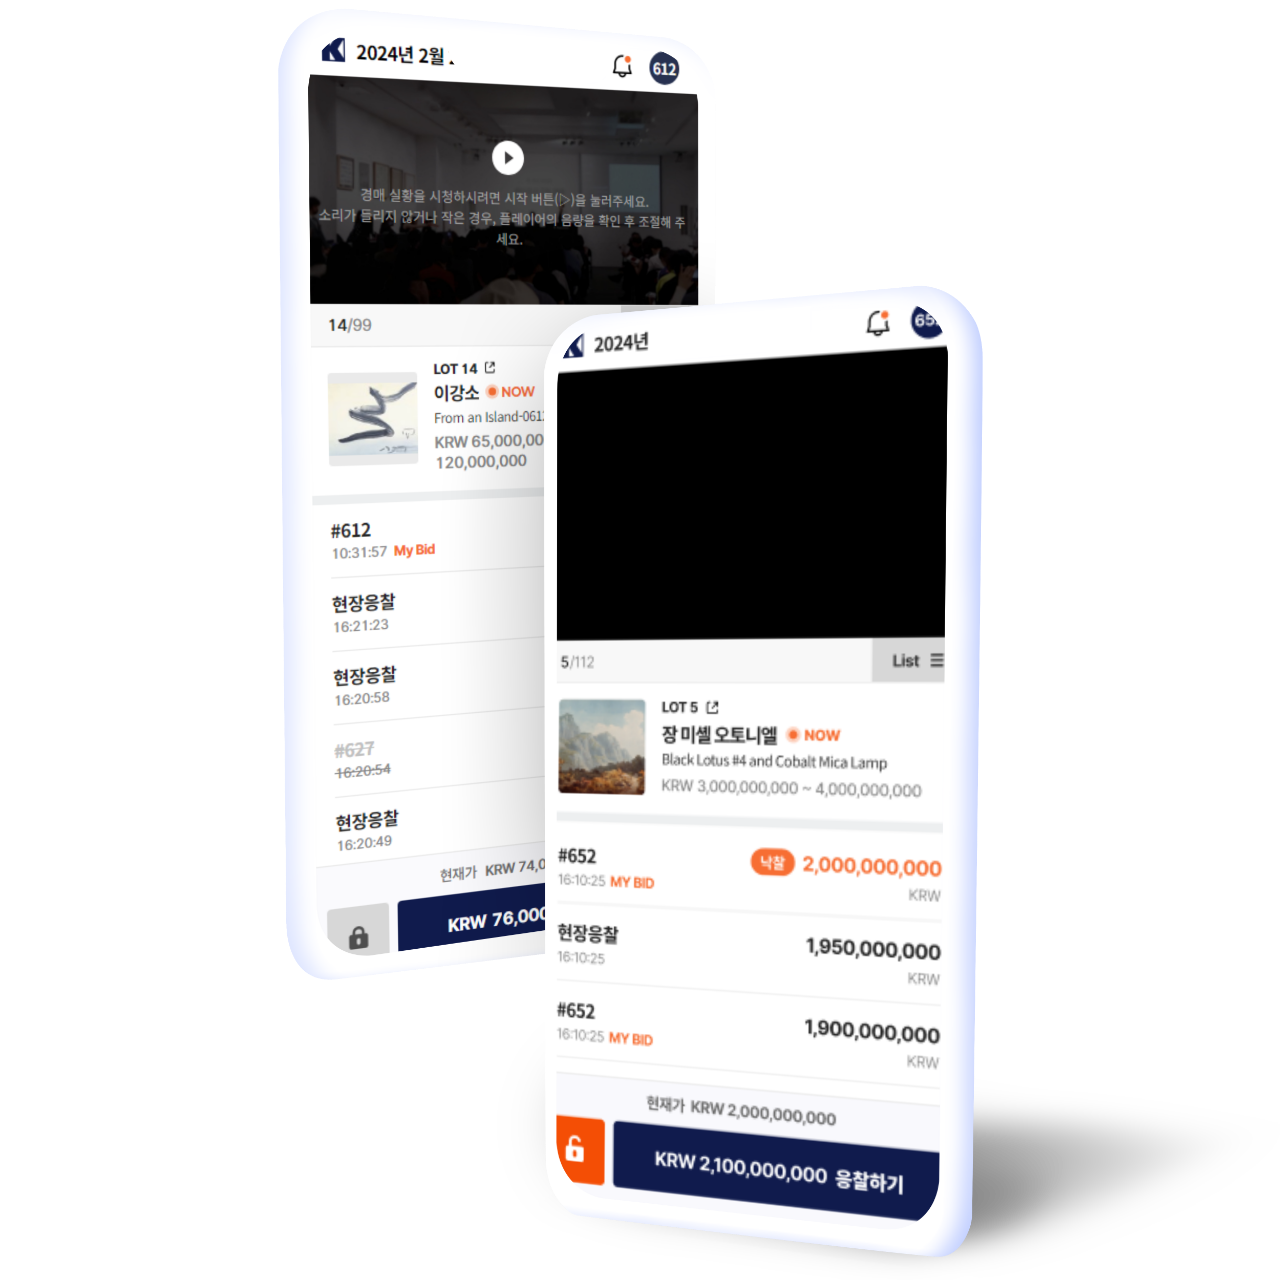 2024년 2월
612
경매 실황을 시청하시려면 시작 버튼(▷)을 눌러주세요.
소리가 들리지 않거나 작은 경우, 플레이어의 음량을 확인 후 조절해 주
세요.
14/99
LOT 14
이강소 NOW
From an Island-061
KRW 65,000,00
120,000,000
#612
10:31:57 My Bid
현장응찰
16:21:23
현장응찰
16:20:58
#627
16:20:54
현장응찰
16:20:49
현재가 KRW 74,0
KRW 76,000
2024년
65
5/112
List
LOT 5
장 미셸 오토니엘 NOW
Black Lotus #4 and Cobalt Mica Lamp
KRW 3,000,000,000 ~ 4,000,000,000
#652 낙찰 2,000,000,000
16:10:25 MY BID KRW
현장응찰 1,950,000,000
16:10:25 KRW
#652 1,900,000,000
16:10:25 MY BID KRW
현재가 KRW 2,000,000,000
KRW 2,100,000,000 응찰하기